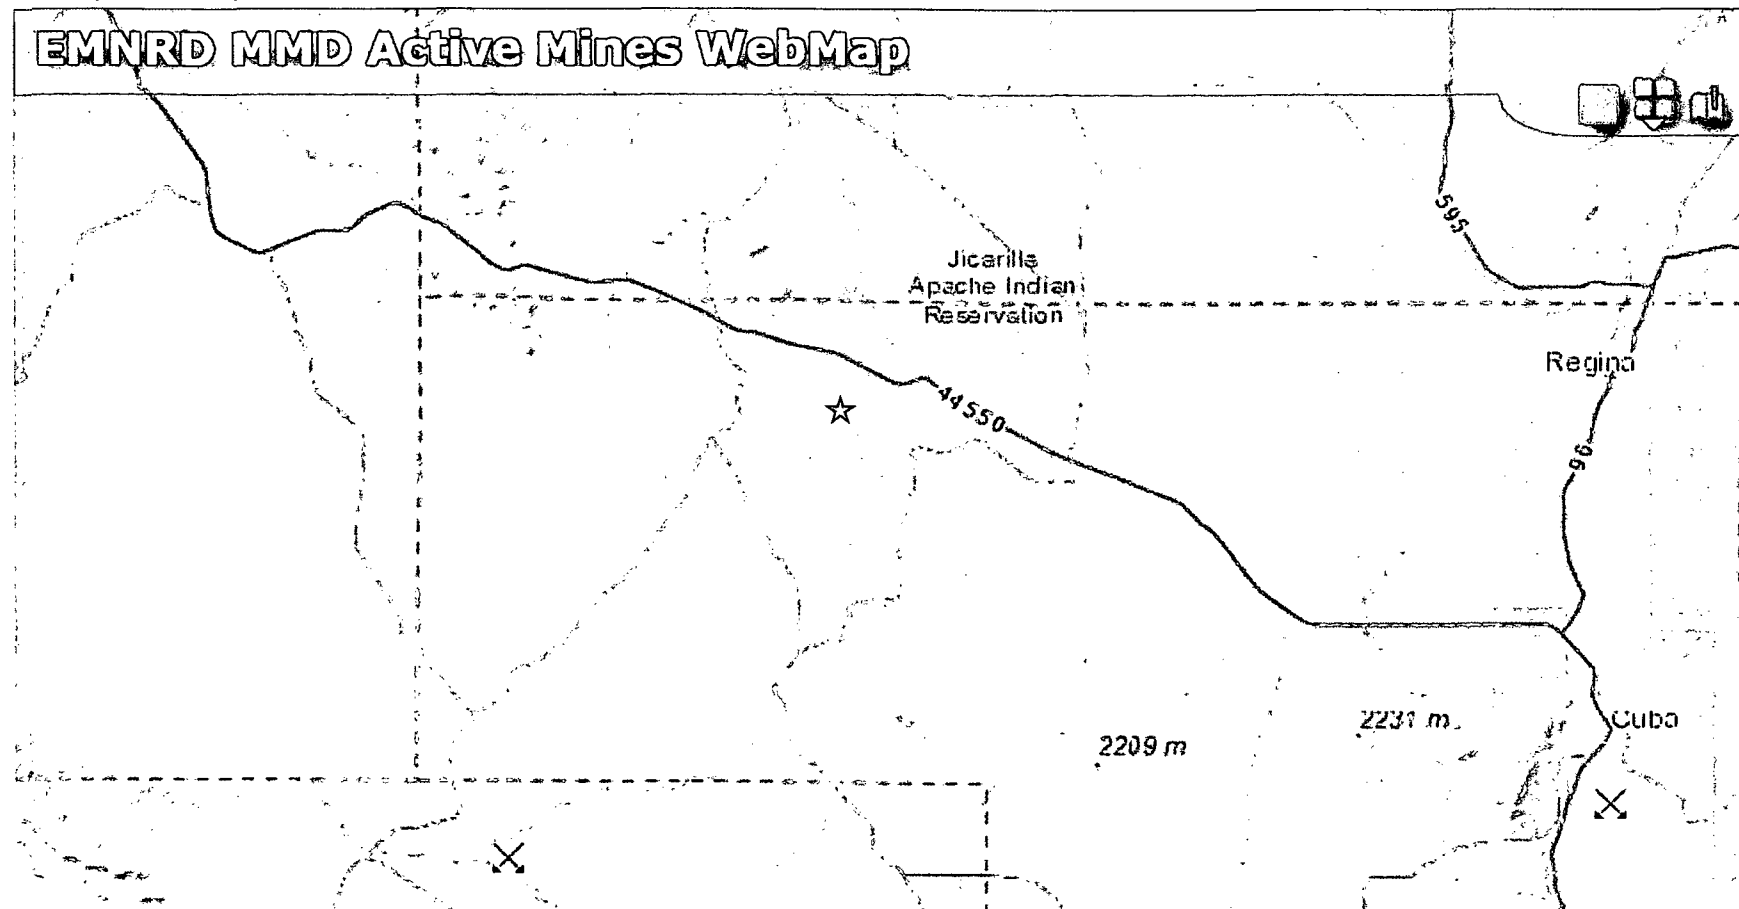 EMNRD MMD Active Mines WebMap
595
Jicarilla
Apache Indian
Reservation
Regina
44550
96
2231 m
Cuba
2209 m